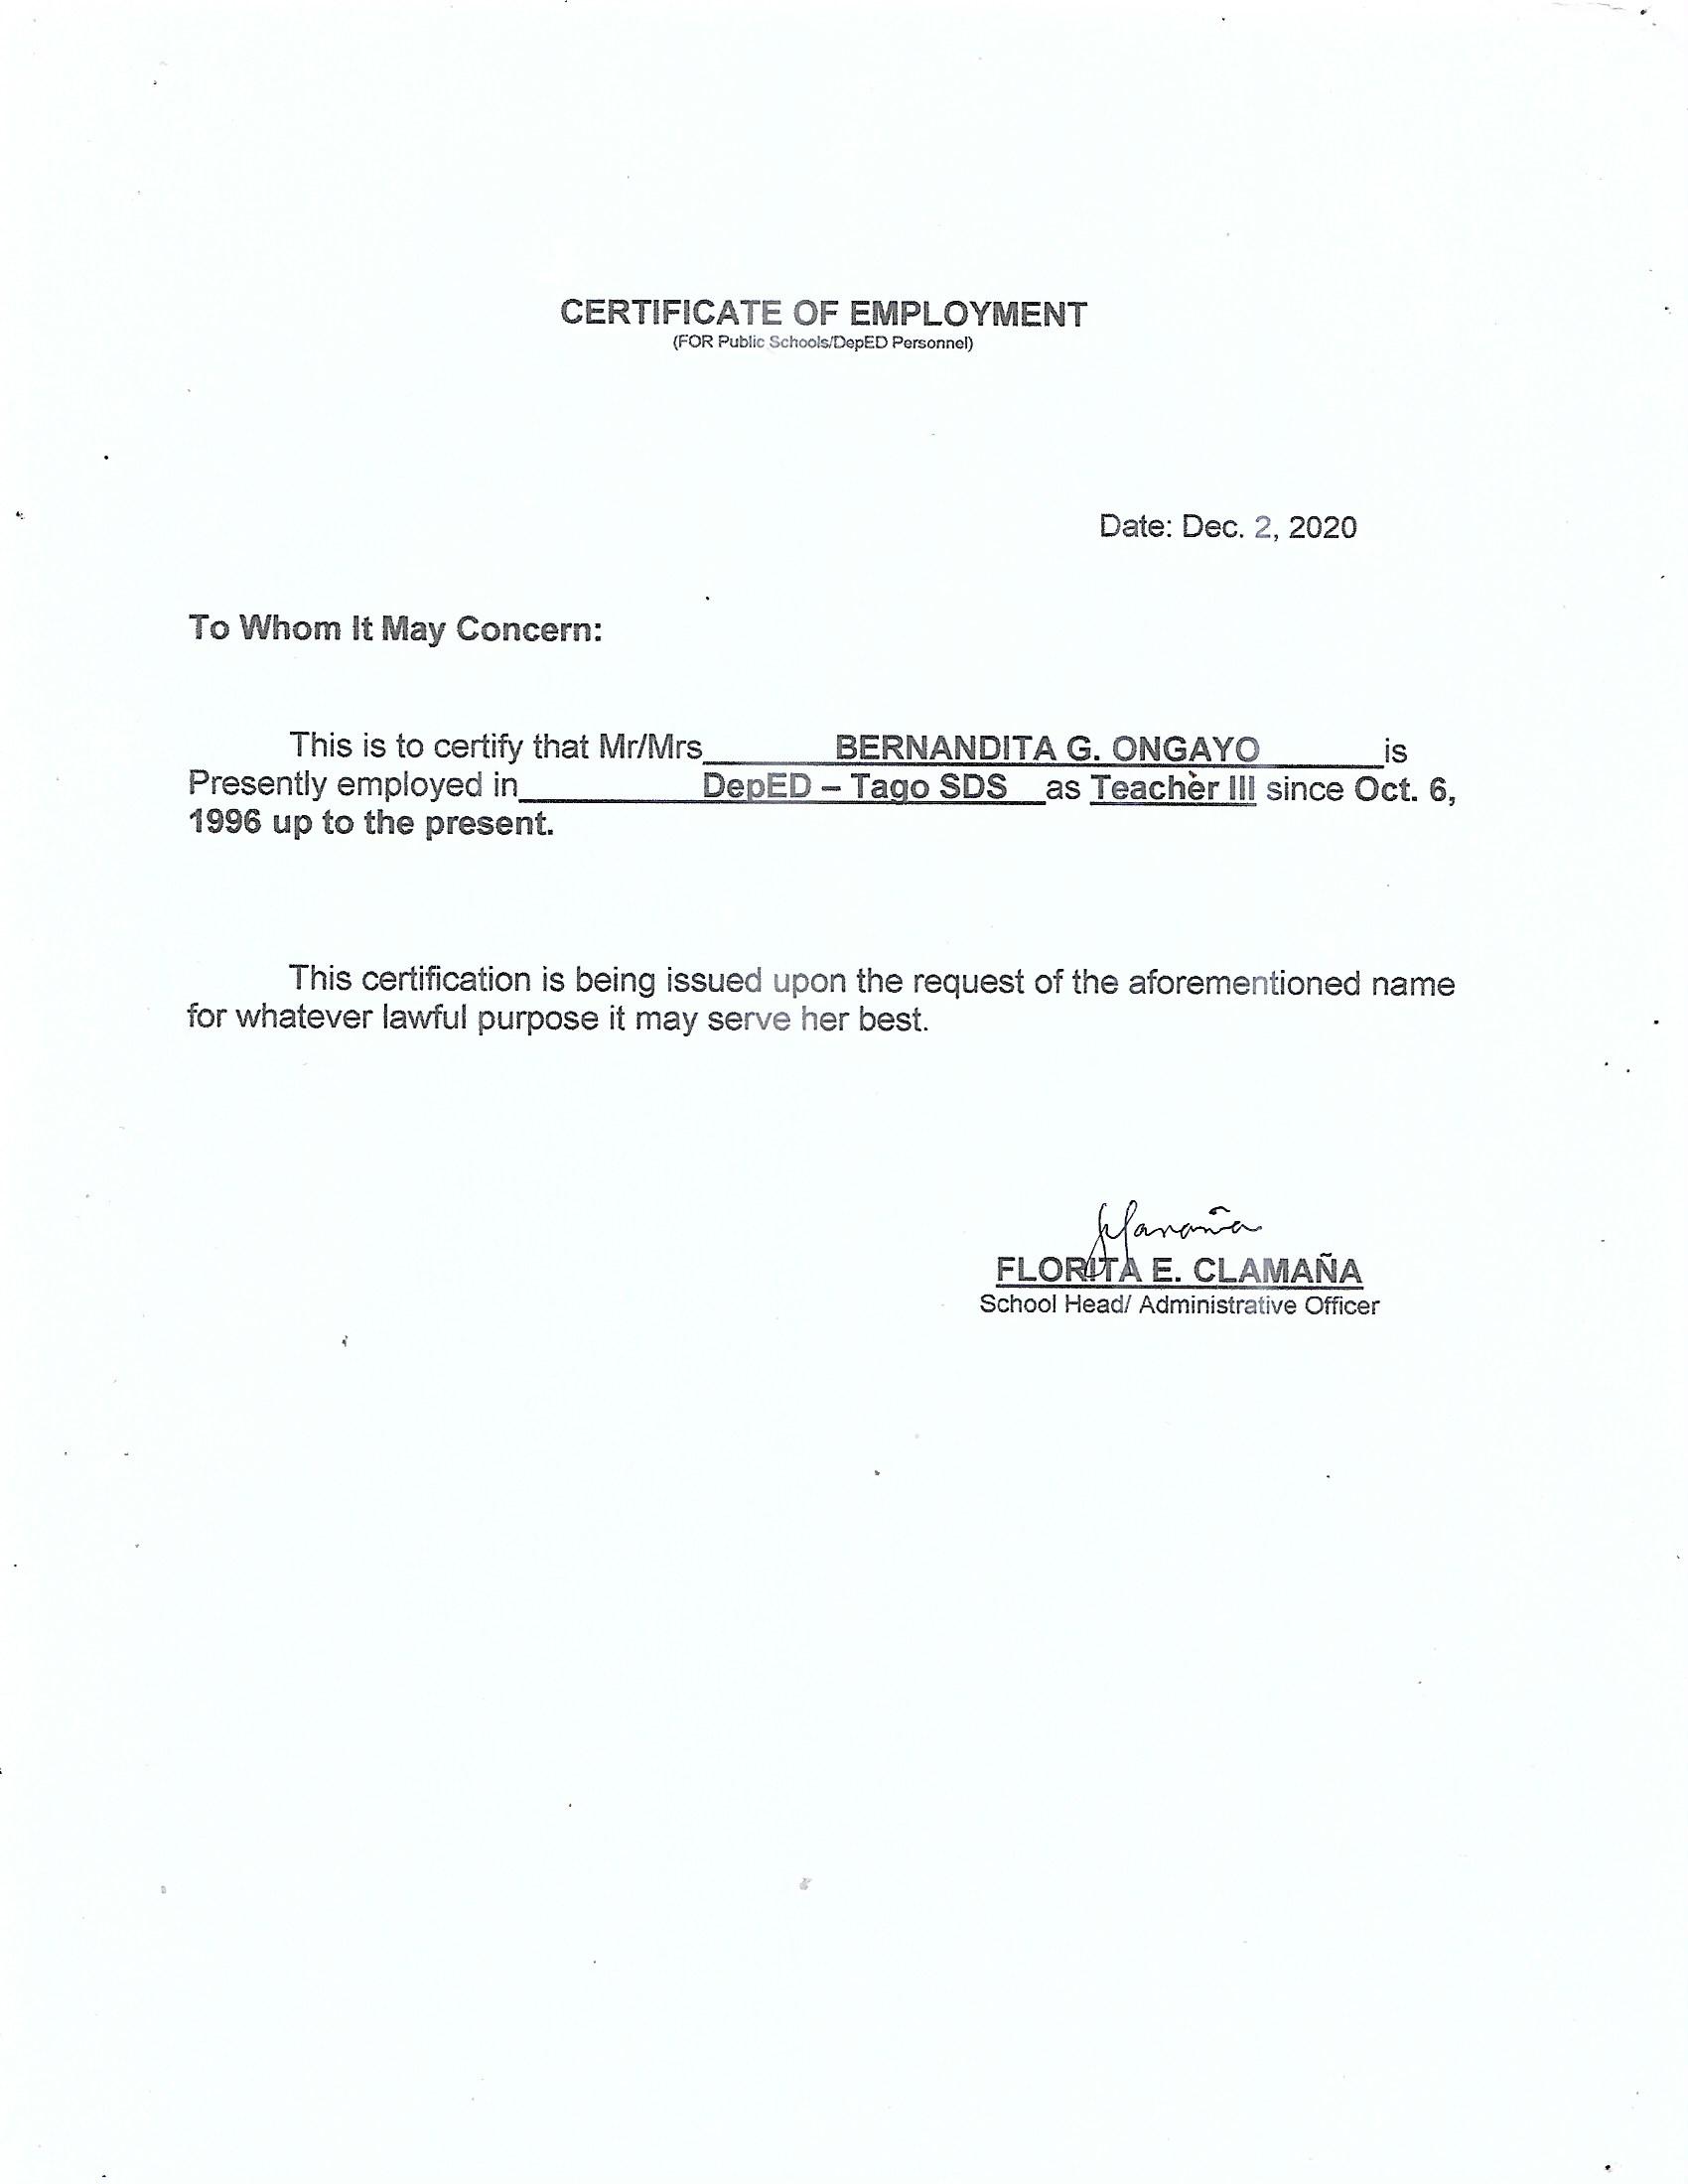 CERTIFICATE OF EMPLOYMENT
(FOR Public Schools/DepED Personnel)
Date: Dec. 2, 2020
To Whom It May Concern:
This is to certify that Mr/Mrs BERNANDITA G. ONGAYO is
Presently employed in DepED – Tago SDS as Teacher III since Oct. 6,
1996 up to the present.
This certification is being issued upon the request of the aforementioned name
for whatever lawful purpose it may serve her best.
FLORITA E. CLAMAÑA
School Head/ Administrative Officer